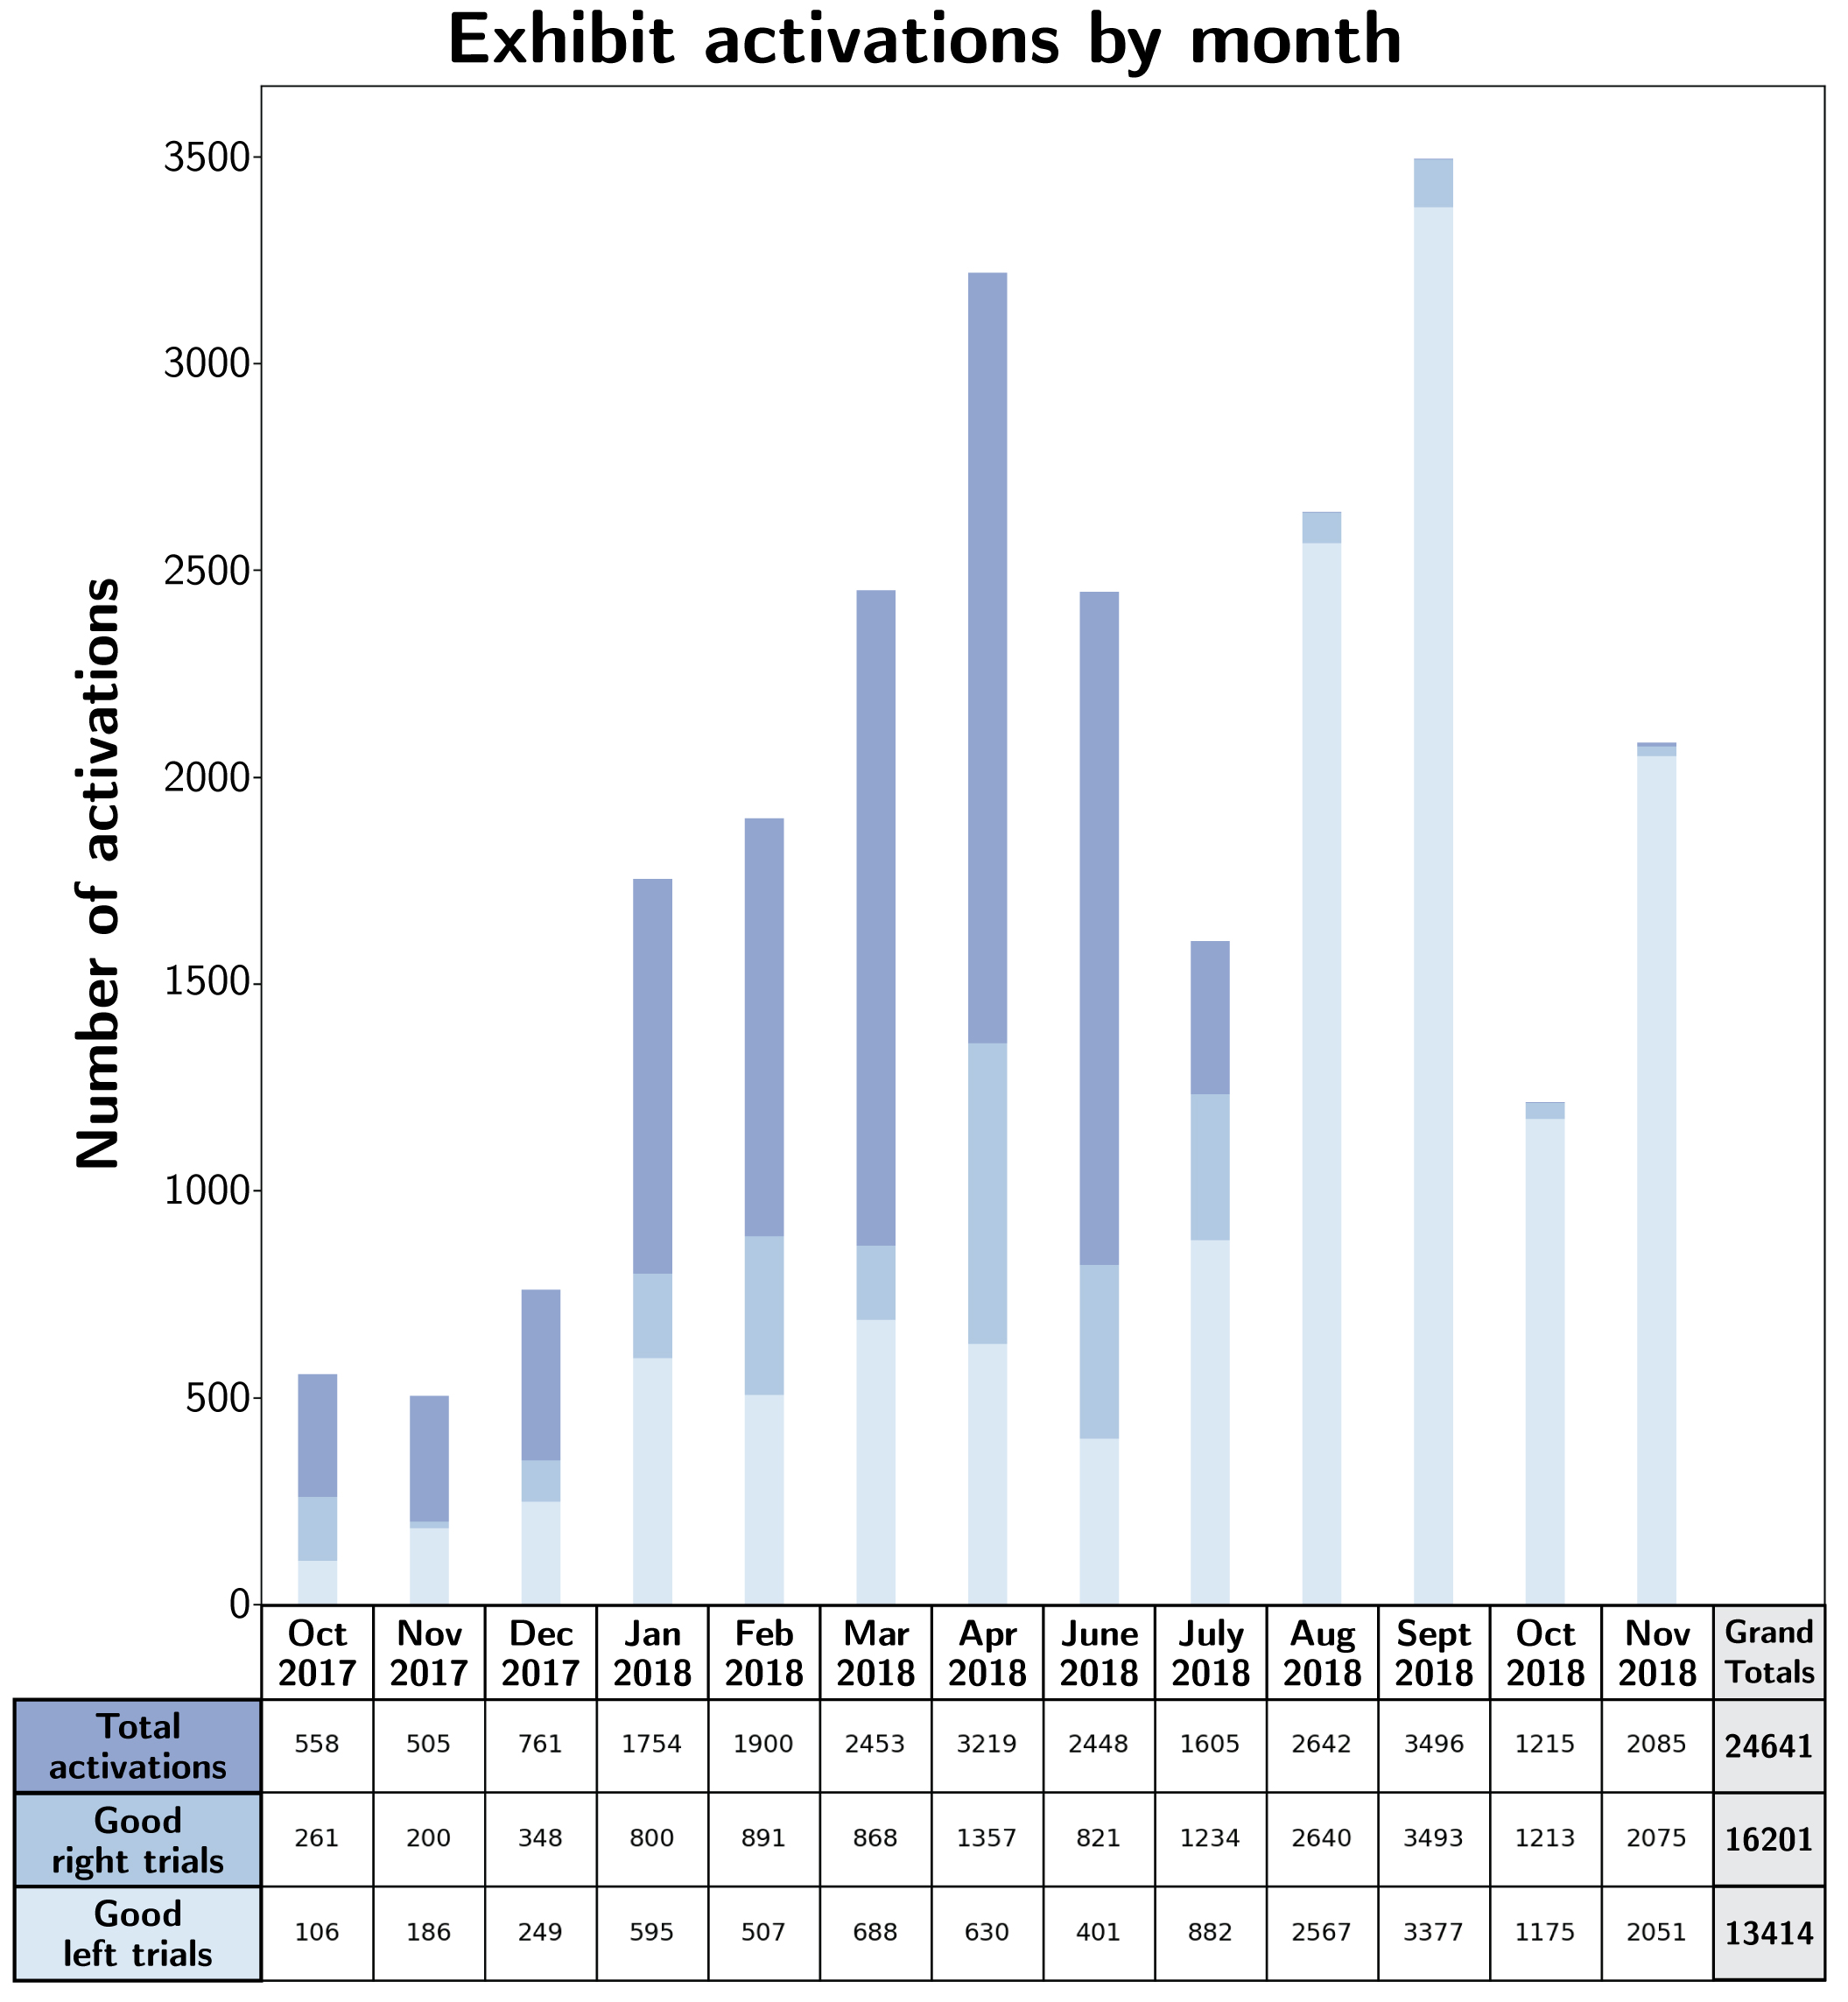 Exhibit activations by month
Number of activations
3500
3000
2500
2000
1500
1000
500
0
Oct 2017 Nov 2017 Dec 2017 Jan 2018 Feb 2018 Mar 2018 Apr 2018 June 2018 July 2018 Aug 2018 Sept 2018 Oct 2018 Nov 2018 Grand Totals
Total activations 558 505 761 1754 1900 2453 3219 2448 1605 2642 3496 1215 2085 24641
Good right trials 261 200 348 800 891 868 1357 821 1234 2640 3493 1213 2075 16201
Good left trials 106 186 249 595 507 688 630 401 882 2567 3377 1175 2051 13414